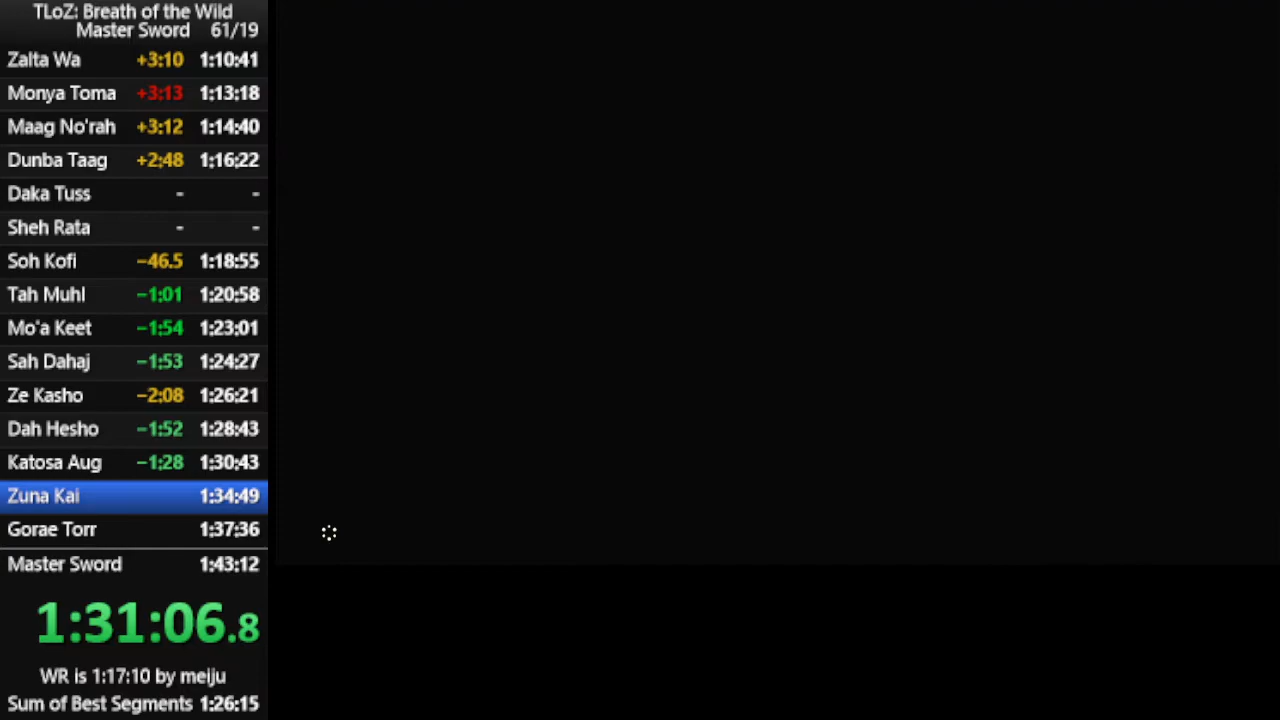 TLoZ: Breath of the Wild
Master Sword 61/19
Zalta Wa +3:10 1:10:41
Monya Toma +3:13 1:13:18
Maag No'rah +3:12 1:14:40
Dunba Taag +2:48 1:16:22
Daka Tuss - -
Sheh Rata - -
Soh Kofi −46.5 1:18:55
Tah Muhl −1:01 1:20:58
Mo'a Keet −1:54 1:23:01
Sah Dahaj −1:53 1:24:27
Ze Kasho −2:08 1:26:21
Dah Hesho −1:52 1:28:43
Katosa Aug −1:28 1:30:43
Zuna Kai 1:34:49
Gorae Torr 1:37:36
Master Sword 1:43:12
1:31:06.8
WR is 1:17:10 by meiju
Sum of Best Segments 1:26:15